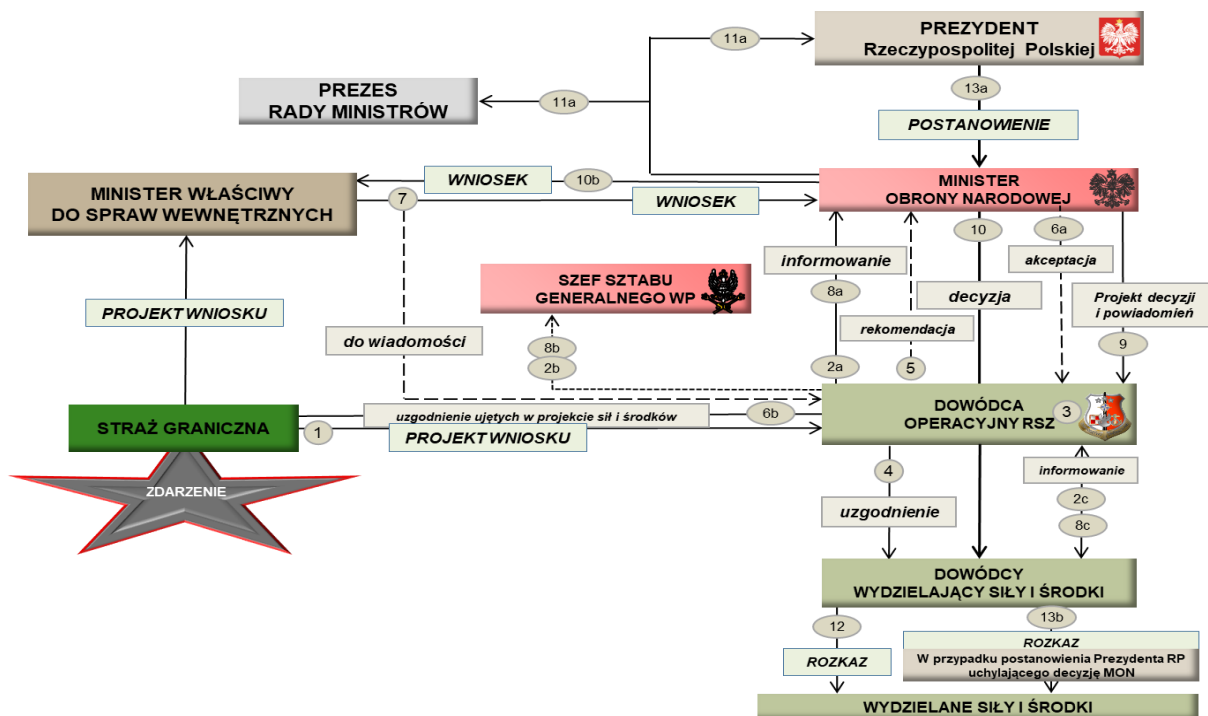 PREZYDENT
Rzeczypospolitej Polskiej
11a
13a
PREZES
RADY MINISTRÓW
11a
POSTANOWIENIE
MINISTER WŁAŚCIWY
DO SPRAW WEWNĘTRZNYCH
WNIOSEK
10b
7
WNIOSEK
MINISTER
OBRONY NARODOWEJ
10
6a
informowanie
akceptacja
SZEF SZTABU
GENERALNEGO WP
8a
decyzja
Projekt decyzji
i powiadomień
PROJEKT WNIOSKU
do wiadomości
rekomendacja
8b
9
2b
2a
5
STRAŻ GRANICZNA
uzgodnienie ujętych w projekcie sił i środków
6b
1
PROJEKT WNIOSKU
DOWÓDCA
OPERACYJNY RSZ
3
ZDARZENIE
4
informowanie
uzgodnienie
2c
8c
DOWÓDCY
WYDZIELAJĄCY SIŁY I ŚRODKI
12
13b
ROZKAZ
ROZKAZ
W przypadku postanowienia Prezydenta RP
uchylającego decyzję MON
WYDZIELANE SIŁY I ŚRODKI